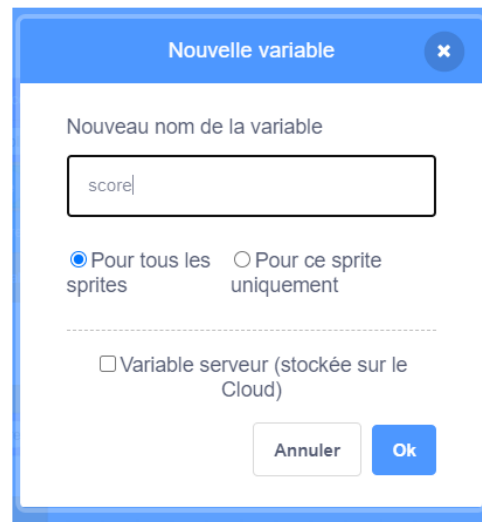 Nouvelle variable
Nouveau nom de la variable
score
Pour tous les sprites
Pour ce sprite uniquement
Variable serveur (stockée sur le
Cloud)
Annuler
Ok